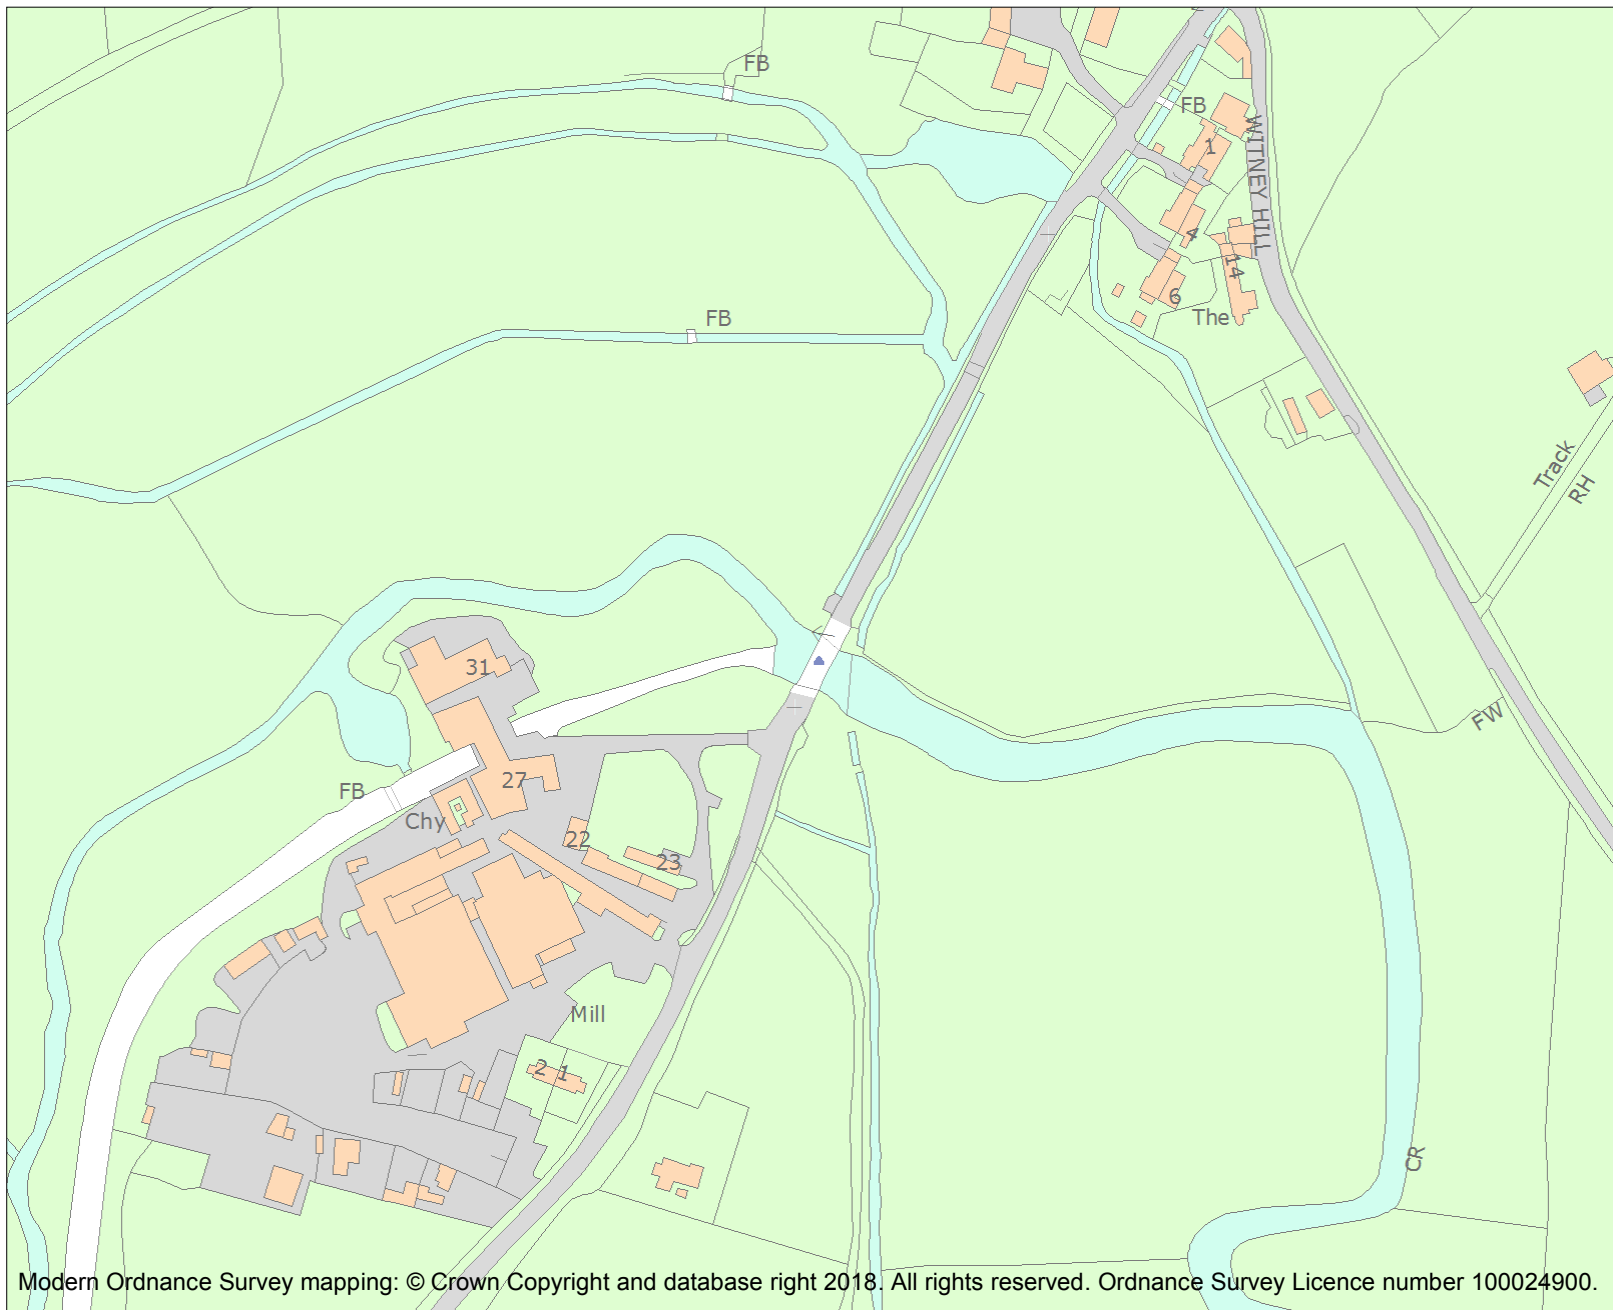 FB
FB
WITNEY HILL
1
4
14
6
The
FB
Track
RH
31
FW
27
FB
Chy
22
23
Mill
2
1
CR
Modern Ordnance Survey mapping: © Crown Copyright and database right 2018. All rights reserved. Ordnance Survey Licence number 100024900.